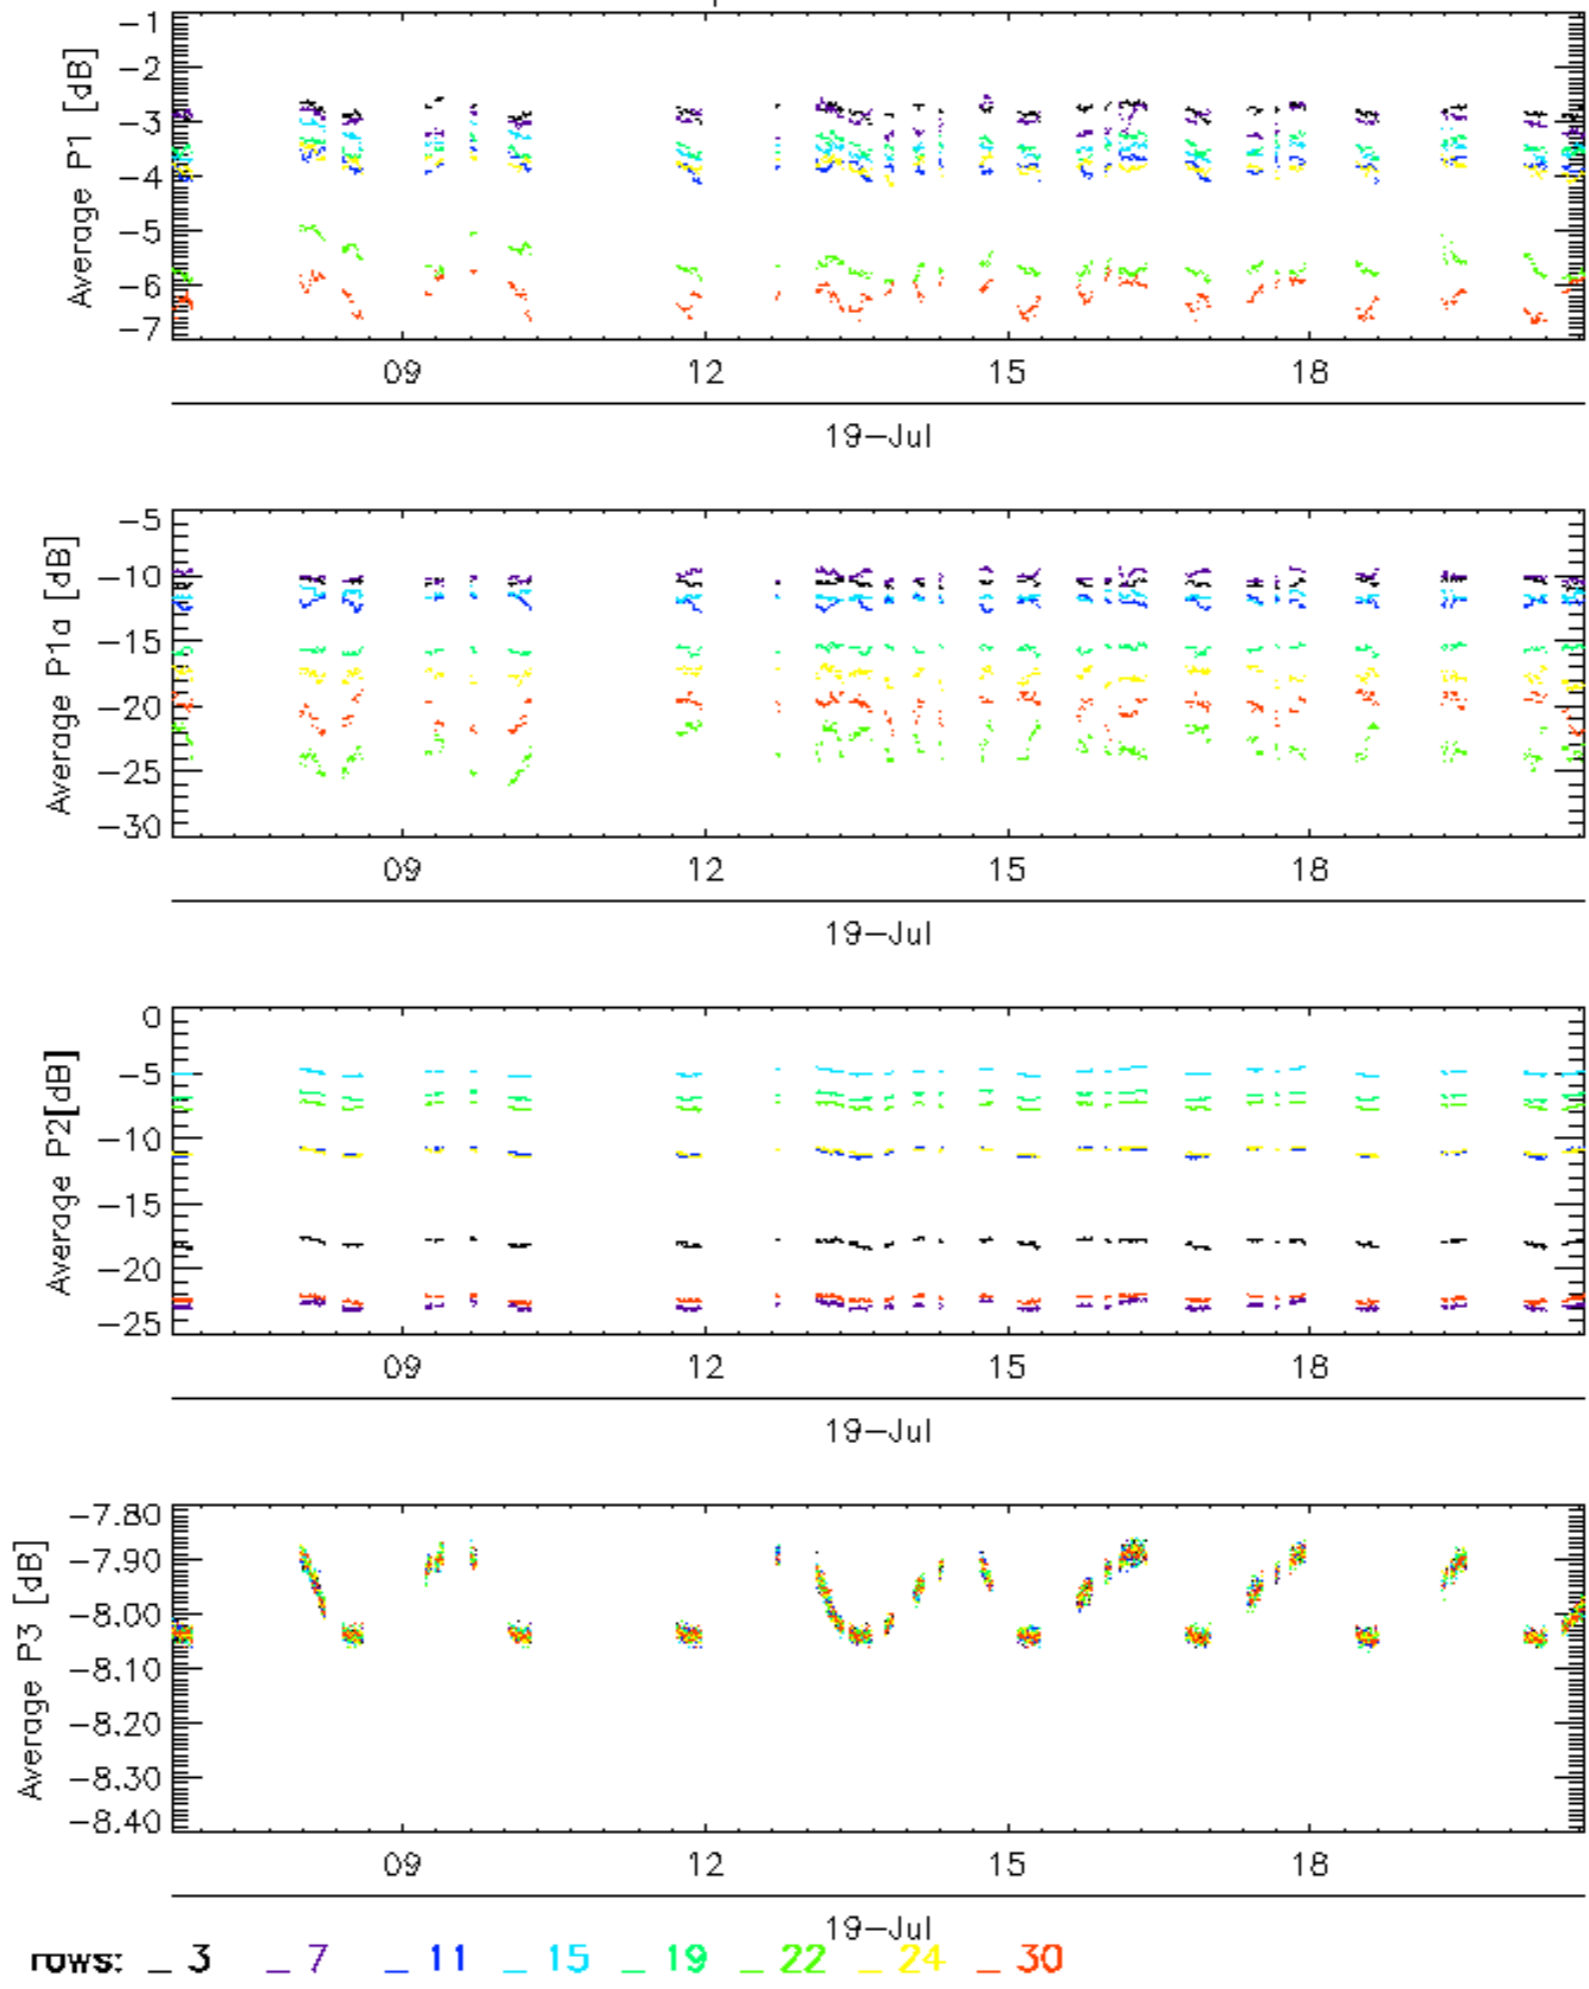 Average P1 [dB]
-1
-2
-3
-4
-5
-6
-7
09 12 15 18
19-Jul
Average P1a [dB]
-5
-10
-15
-20
-25
-30
09 12 15 18
19-Jul
Average P2[dB]
0
-5
-10
-15
-20
-25
09 12 15 18
19-Jul
Average P3 [dB]
-7.80
-7.90
-8.00
-8.10
-8.20
-8.30
-8.40
09 12 15 18
19-Jul
rows: _ 3 _ 7 _ 11 _ 15 _ 19 _ 22 _ 24 _ 30